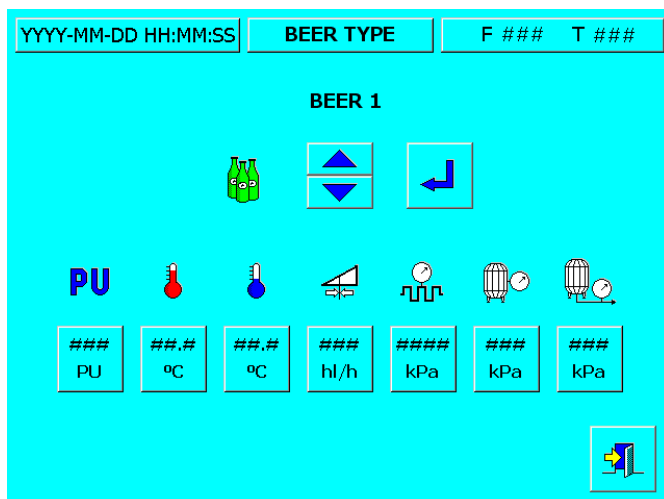 YYYY-MM-DD HH:MM:SS BEER TYPE F ### T ###
BEER 1
PU
### ##.# ##.# ### #### ### ###
PU ºC ºC hl/h kPa kPa kPa